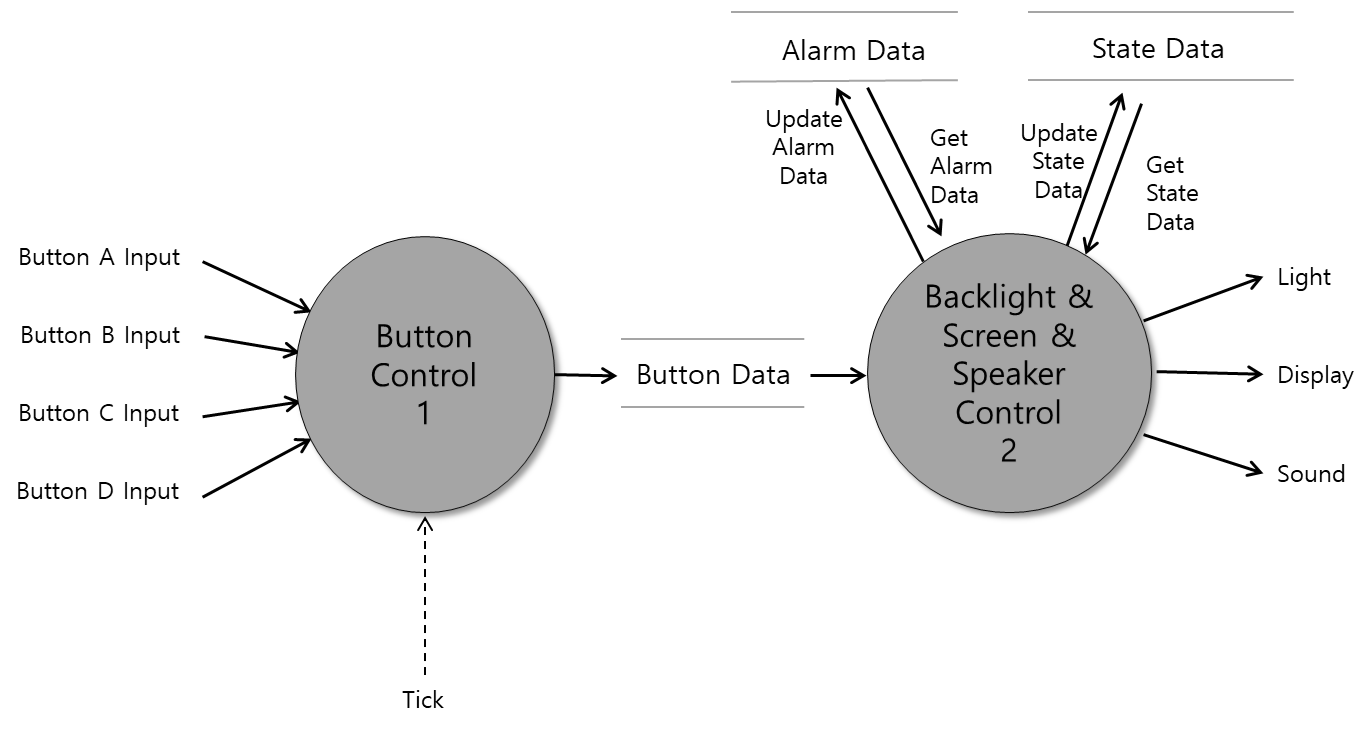 Alarm Data
State Data
Update
Alarm
Data
Get
Alarm
Data
Update
State
Data
Get
State
Data
Button A Input
Button B Input
Button C Input
Button D Input
Button
Control
1
Button Data
Backlight &
Screen &
Speaker
Control
2
Light
Display
Sound
Tick